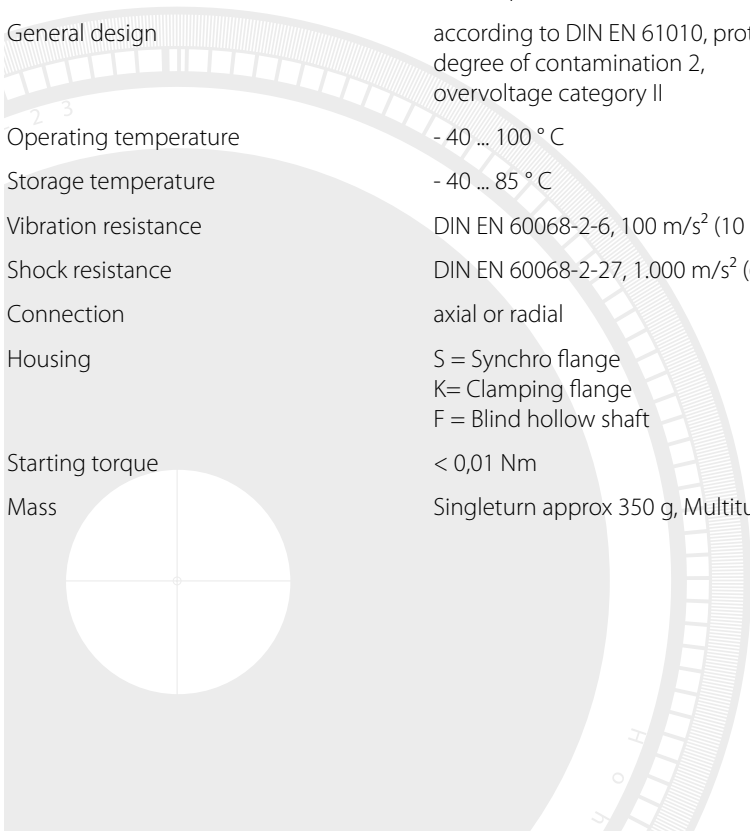 General design according to DIN EN 61010,
degree of contamination 2,
overvoltage category II
2 3
Operating temperature - 40 ... 100 ° C
Storage temperature - 40 ... 85 ° C
Vibration resistance DIN EN 60068-2-6, 100 m/s² (10
Shock resistance DIN EN 60068-2-27, 1.000 m/s²
Connection axial or radial
Housing S = Synchro flange
K= Clamping flange
F = Blind hollow shaft
Starting torque < 0,01 Nm
Mass Singleturn approx 350 g,
H o h